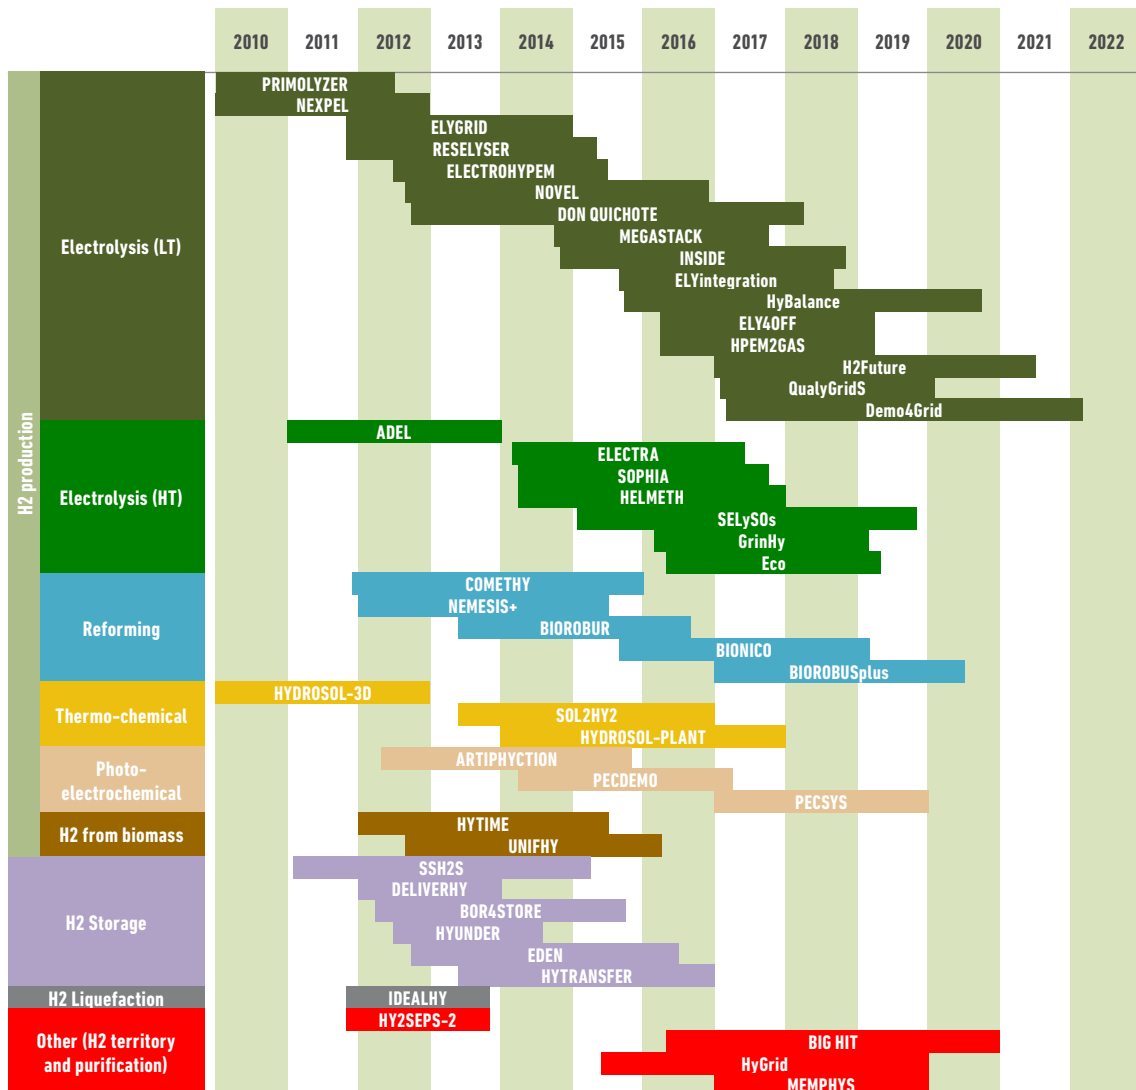 2010 2011 2012 2013 2014 2015 2016 2017 2018 2019 2020 2021 2022
H2 production
Electrolysis (LT)
PRIMOLYZER
NEXPEL
ELYGRID
RESELYSER
ELECTROHYPEM
NOVEL
DON QUICHOTE
MEGASTACK
INSIDE
ELYintegration
HyBalance
ELY4OFF
HPEM2GAS
H2Future
QualyGridS
Demo4Grid
Electrolysis (HT)
ADEL
ELECTRA
SOPHIA
HELMETH
SELySOs
GrinHy
Eco
Reforming
COMETHY
NEMESIS+
BIOROBUR
BIONICO
BIOROBUSplus
Thermo-chemical
HYDROSOL-3D
SOL2HY2
HYDROSOL-PLANT
Photo-
electrochemical
ARTIPHYCTION
PECDEMO
PECSYS
H2 from biomass
HYTIME
UNIFHY
H2 Storage
SSH2S
DELIVERHY
BOR4STORE
HYUNDER
EDEN
HYTRANSFER
H2 Liquefaction
IDEALHY
Other (H2 territory
and purification)
HY2SEPS-2
BIG HIT
HyGrid
MEMPHYS